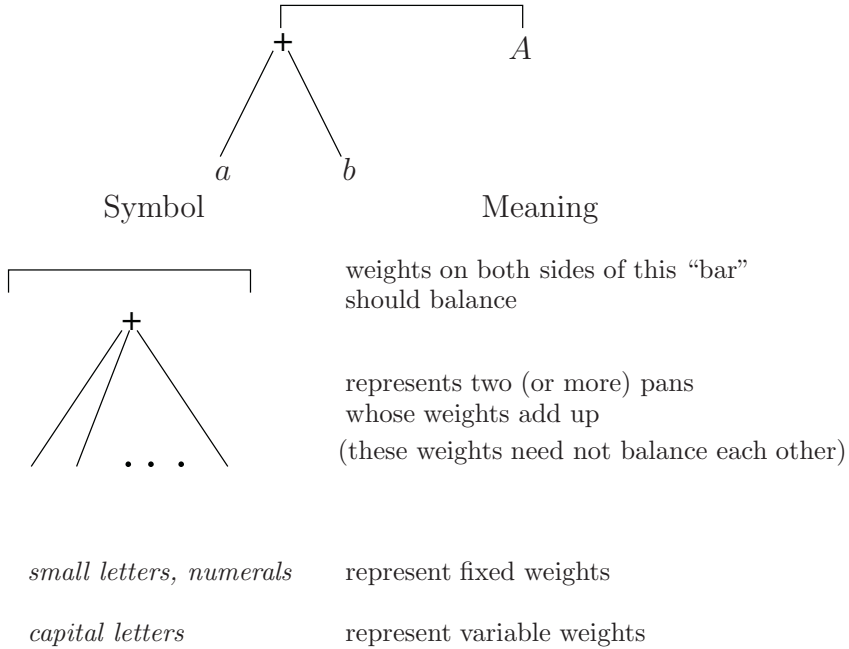 + A
a b
Symbol Meaning
weights on both sides of this “bar”
should balance
+
represents two (or more) pans
whose weights add up
(these weights need not balance each other)
. . .
small letters, numerals represent fixed weights
capital letters represent variable weights